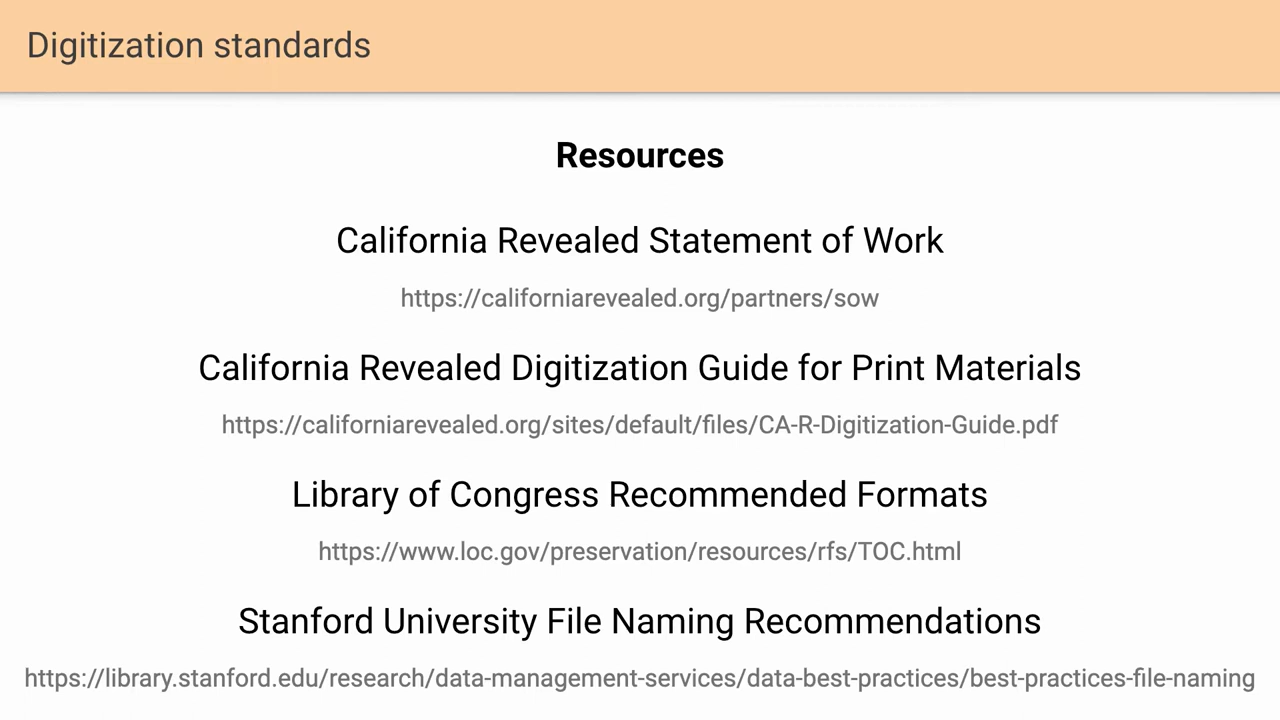 Digitization standards
Resources
California Revealed Statement of Work
https://californiarevealed.org/partners/sow
California Revealed Digitization Guide for Print Materials
https://californiarevealed.org/sites/default/files/CA-R-Digitization-Guide.pdf
Library of Congress Recommended Formats
https://www.loc.gov/preservation/resources/rfs/TOC.html
Stanford University File Naming Recommendations
https://library.stanford.edu/research/data-management-services/data-best-practices/best-practices-file-naming